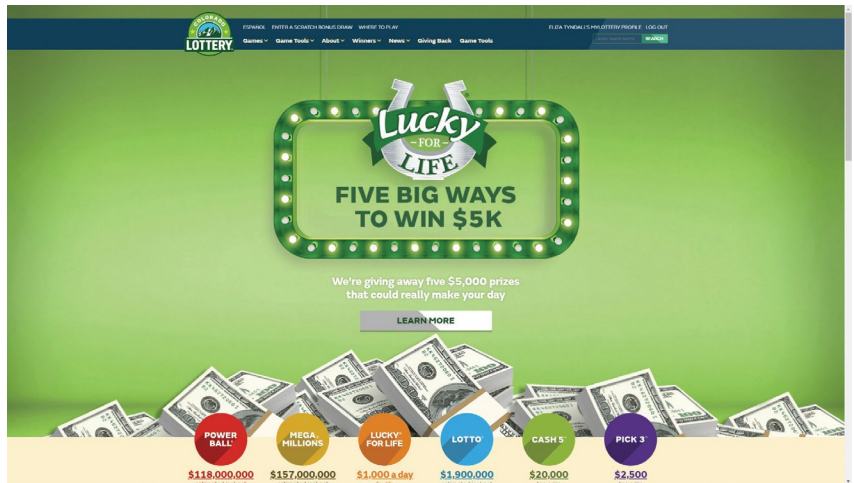 COLORADO
LOTTERY
ESPAÑOL ENTER A SCRATCH BONUS DRAW WHERE TO PLAY
ELIZA TYNDALL'S MYLOTTERY PROFILE LOG OUT
Games Game Tools About Winners News Giving Back Game Tools
SEARCH
Lucky
FOR
LIFE
FIVE BIG WAYS
TO WIN $5K
We're giving away five $5,000 prizes
that could really make your day
LEARN MORE
POWER
BALL
MEGA
MILLIONS
LUCKY
FOR LIFE
LOTTO
CASH 5
PICK 3
$118,000,000 $157,000,000 $1,000 a day $1,900,000 $20,000 $2,500